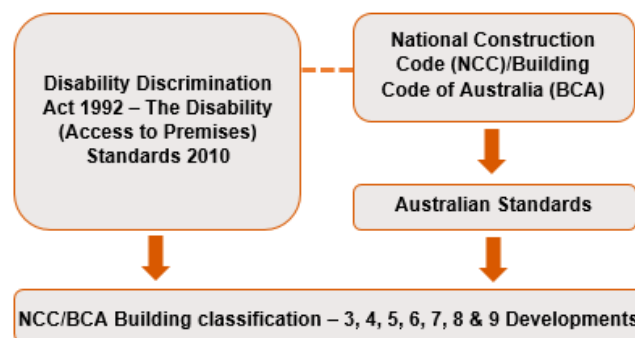 Disability Discrimination
Act 1992 – The Disability
(Access to Premises)
Standards 2010
National Construction
Code (NCC)/Building
Code of Australia (BCA)
Australian Standards
NCC/BCA Building classification – 3, 4, 5, 6, 7, 8 & 9 Developments